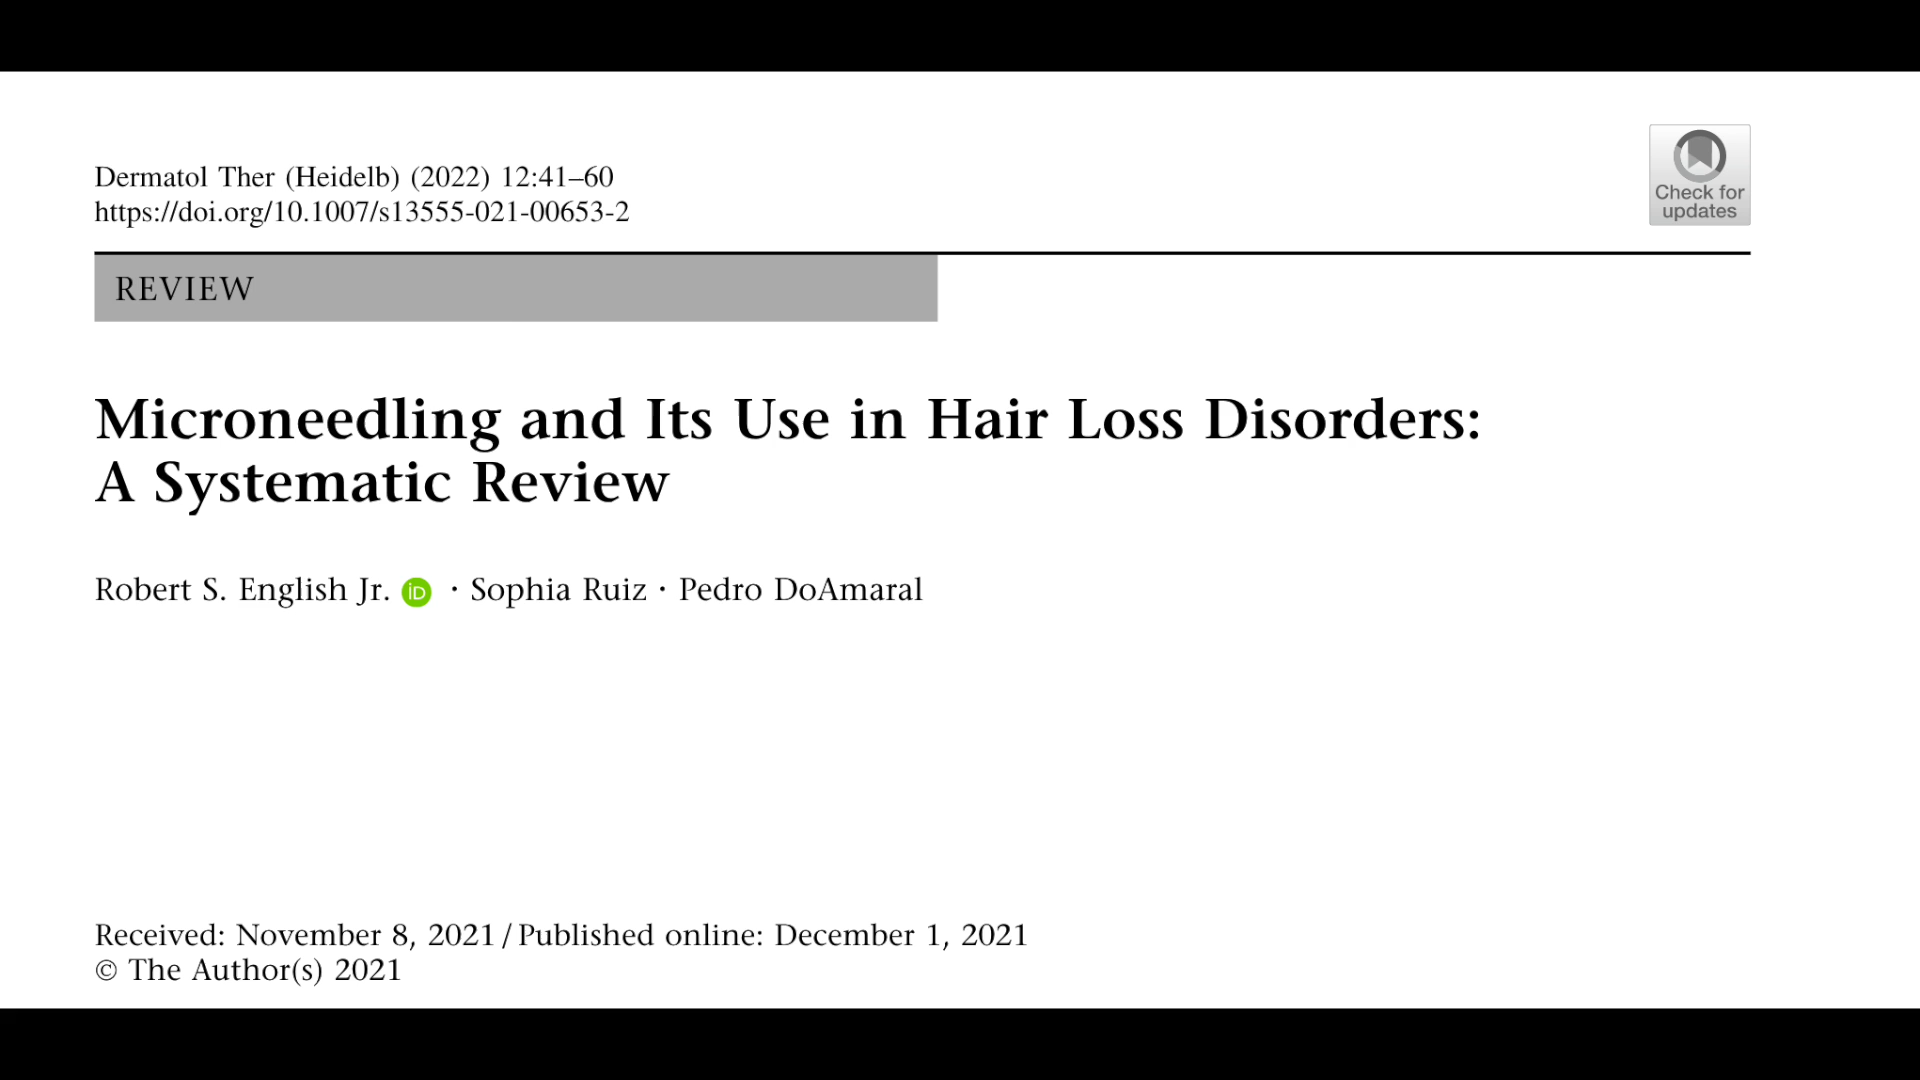 Dermatol Ther (Heidelb) (2022) 12:41–60
https://doi.org/10.1007/s13555-021-00653-2
Check for
updates
REVIEW
Microneedling and Its Use in Hair Loss Disorders:
A Systematic Review
Robert S. English Jr. iD · Sophia Ruiz · Pedro DoAmaral
Received: November 8, 2021 / Published online: December 1, 2021
© The Author(s) 2021